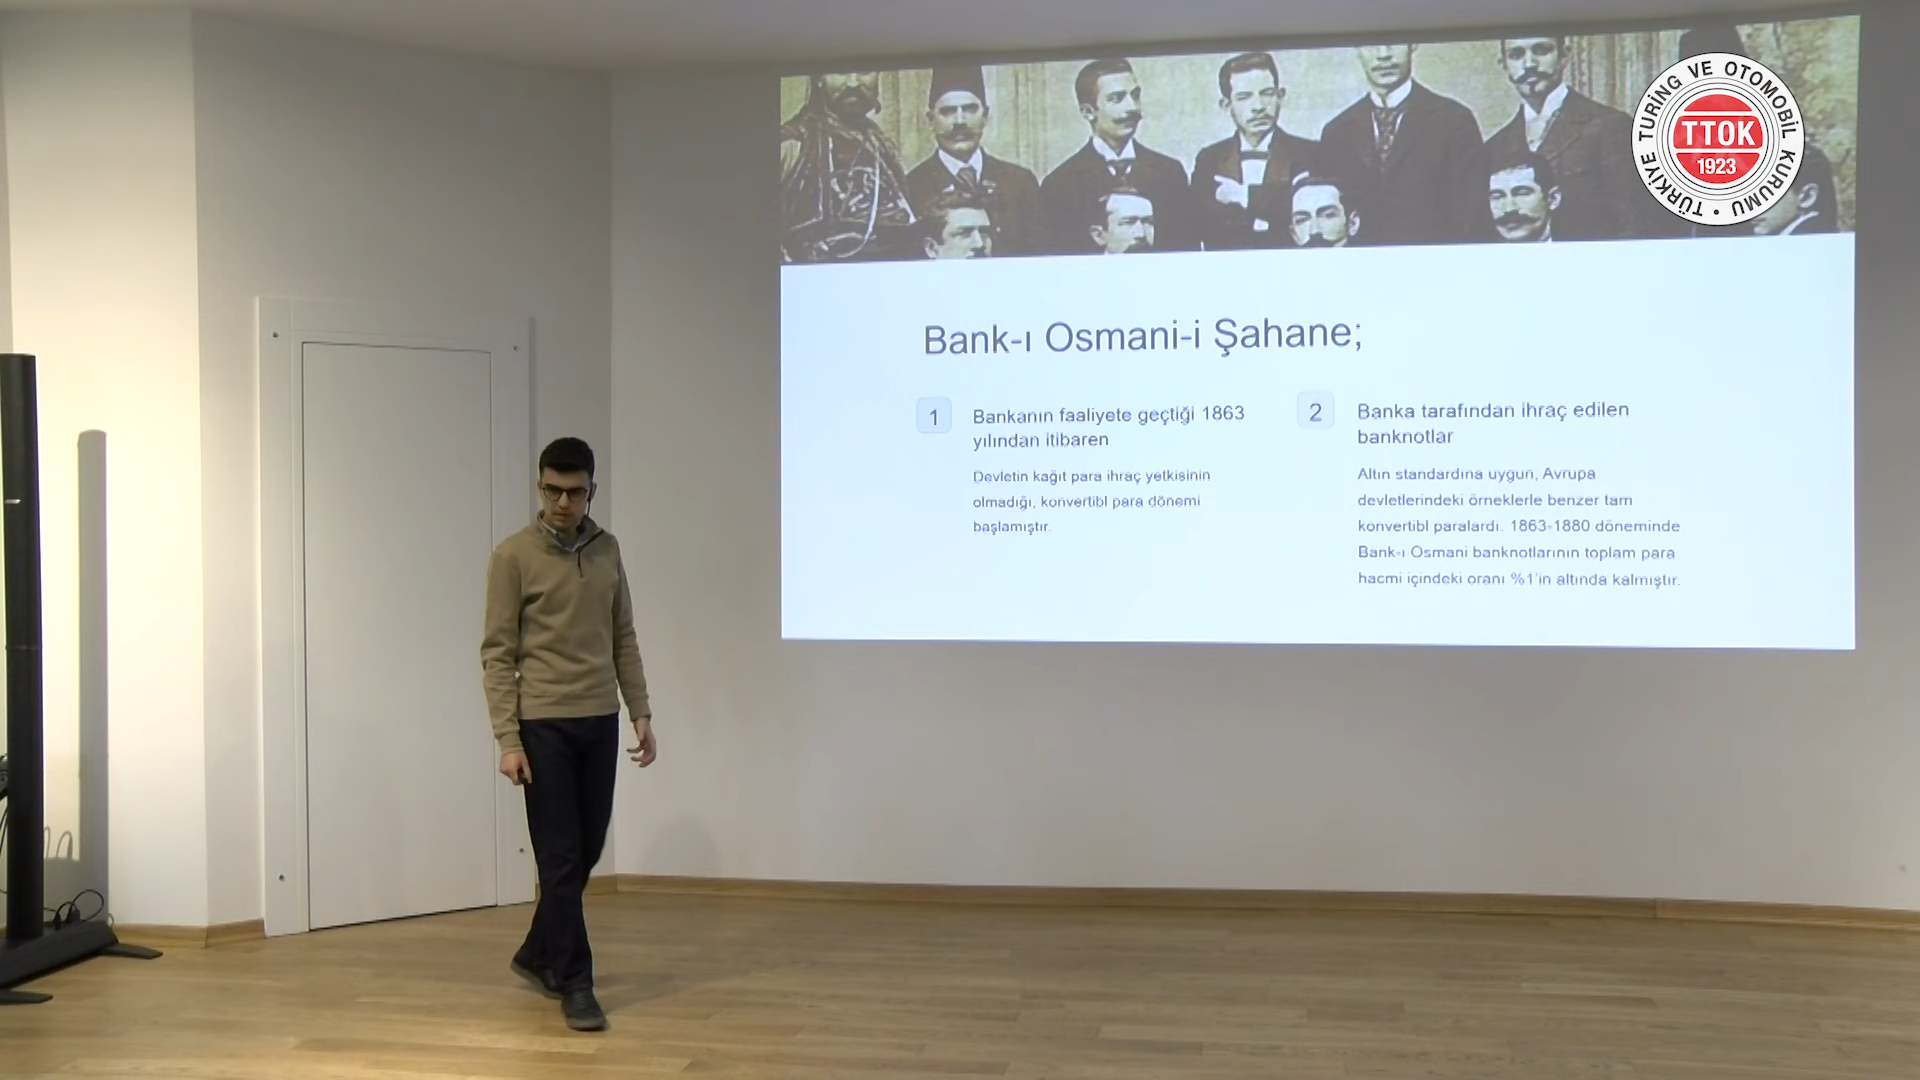 TÜRKİYE TURİNG VE OTOMOBİL KURUMU •
TTOK
1923
Bank-ı Osmani-i Şahane;
1
Bankanın faaliyete geçtiği 1863
yılından itibaren
Devletin kağıt para ihraç yetkisinin
olmadığı, konvertibl para dönemi
başlamıştır.
2
Banka tarafından ihraç edilen
banknotlar
Altın standardına uygun, Avrupa
devletlerindeki örneklerle benzer tam
konvertibl paralardı. 1863-1880 döneminde
Bank-ı Osmani banknotlarının toplam para
hacmi içindeki oranı %1'in altında kalmıştır.